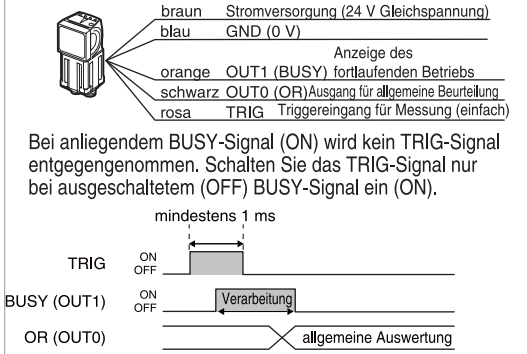 braun Stromversorgung (24 V Gleichspannung)
blau GND (0 V)
Anzeige des
orange OUT1 (BUSY) fortlaufenden Betriebs
schwarz OUT0 (OR) Ausgang für allgemeine Beurteilung
rosa TRIG Triggereingang für Messung (einfach)
Bei anliegendem BUSY-Signal (ON) wird kein TRIG-Signal
entgegengenommen. Schalten Sie das TRIG-Signal nur
bei ausgeschaltetem (OFF) BUSY-Signal ein (ON).
mindestens 1 ms
TRIG ON
OFF
BUSY (OUT1) ON
OFF
Verarbeitung
OR (OUT0) allgemeine Auswertung